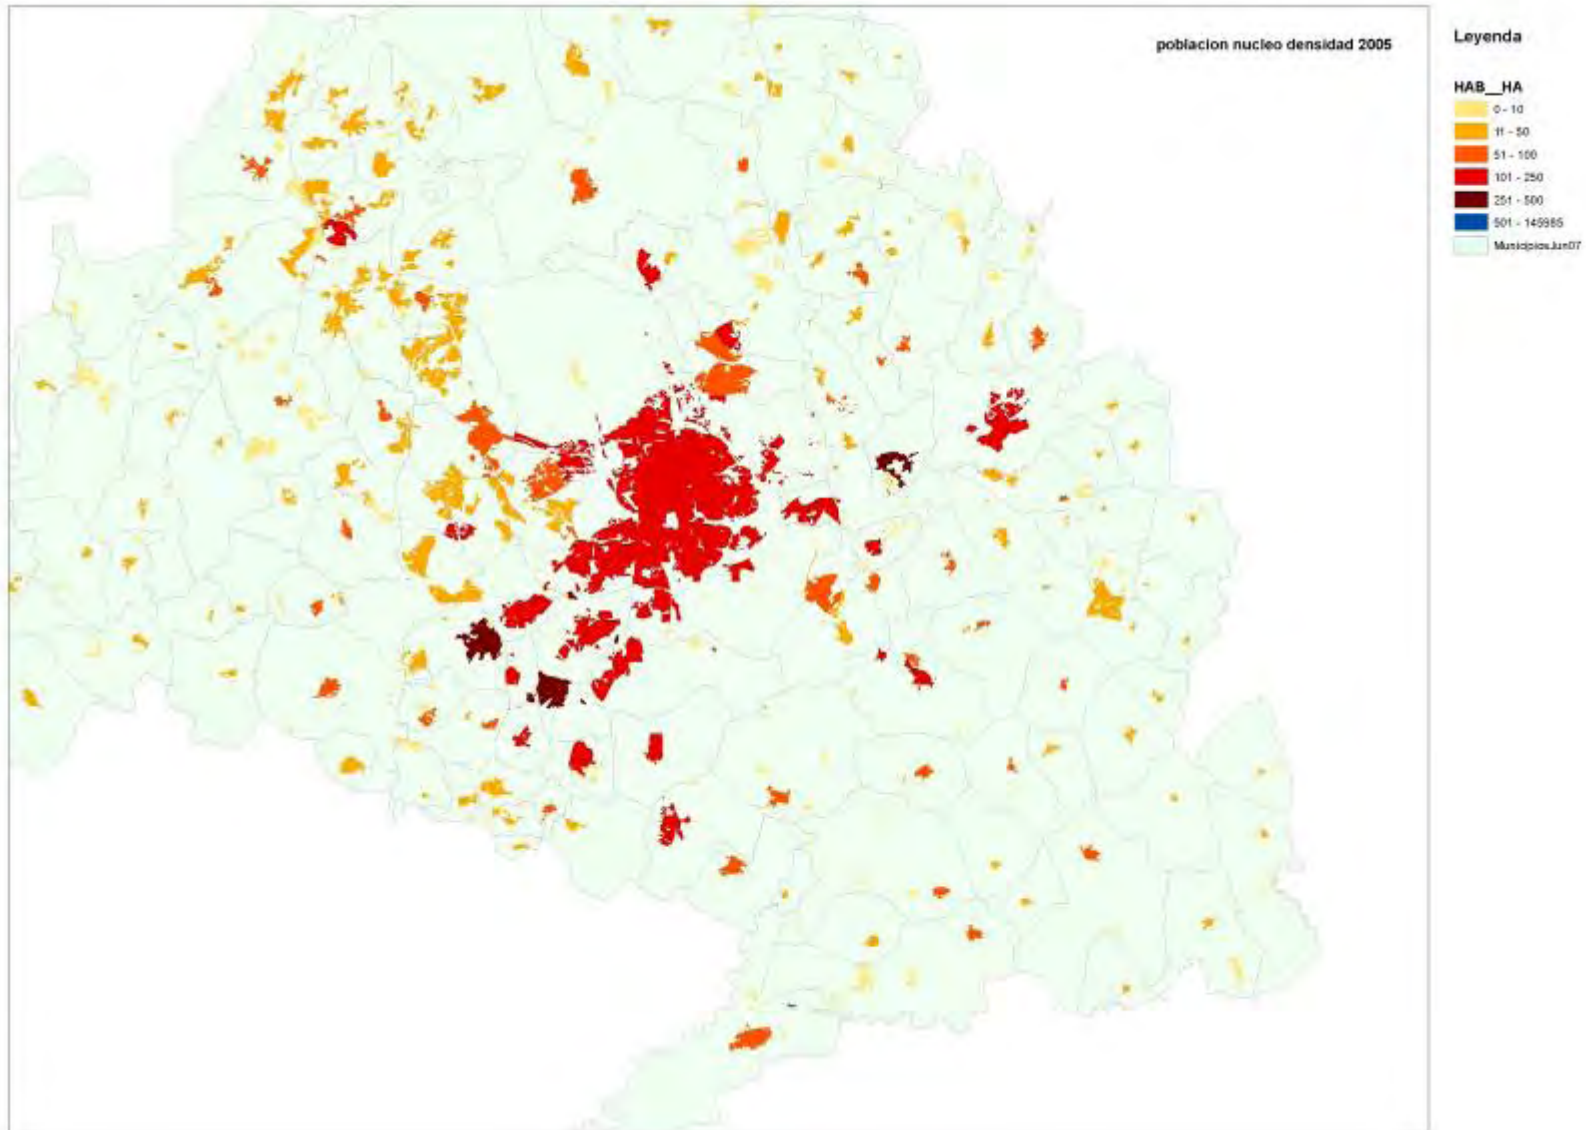 poblacion nucleo densidad 2005
Leyenda
HAB__HA
0 - 10
11 - 50
51 - 100
101 - 250
251 - 500
501 - 145985
MunicipiosJun07